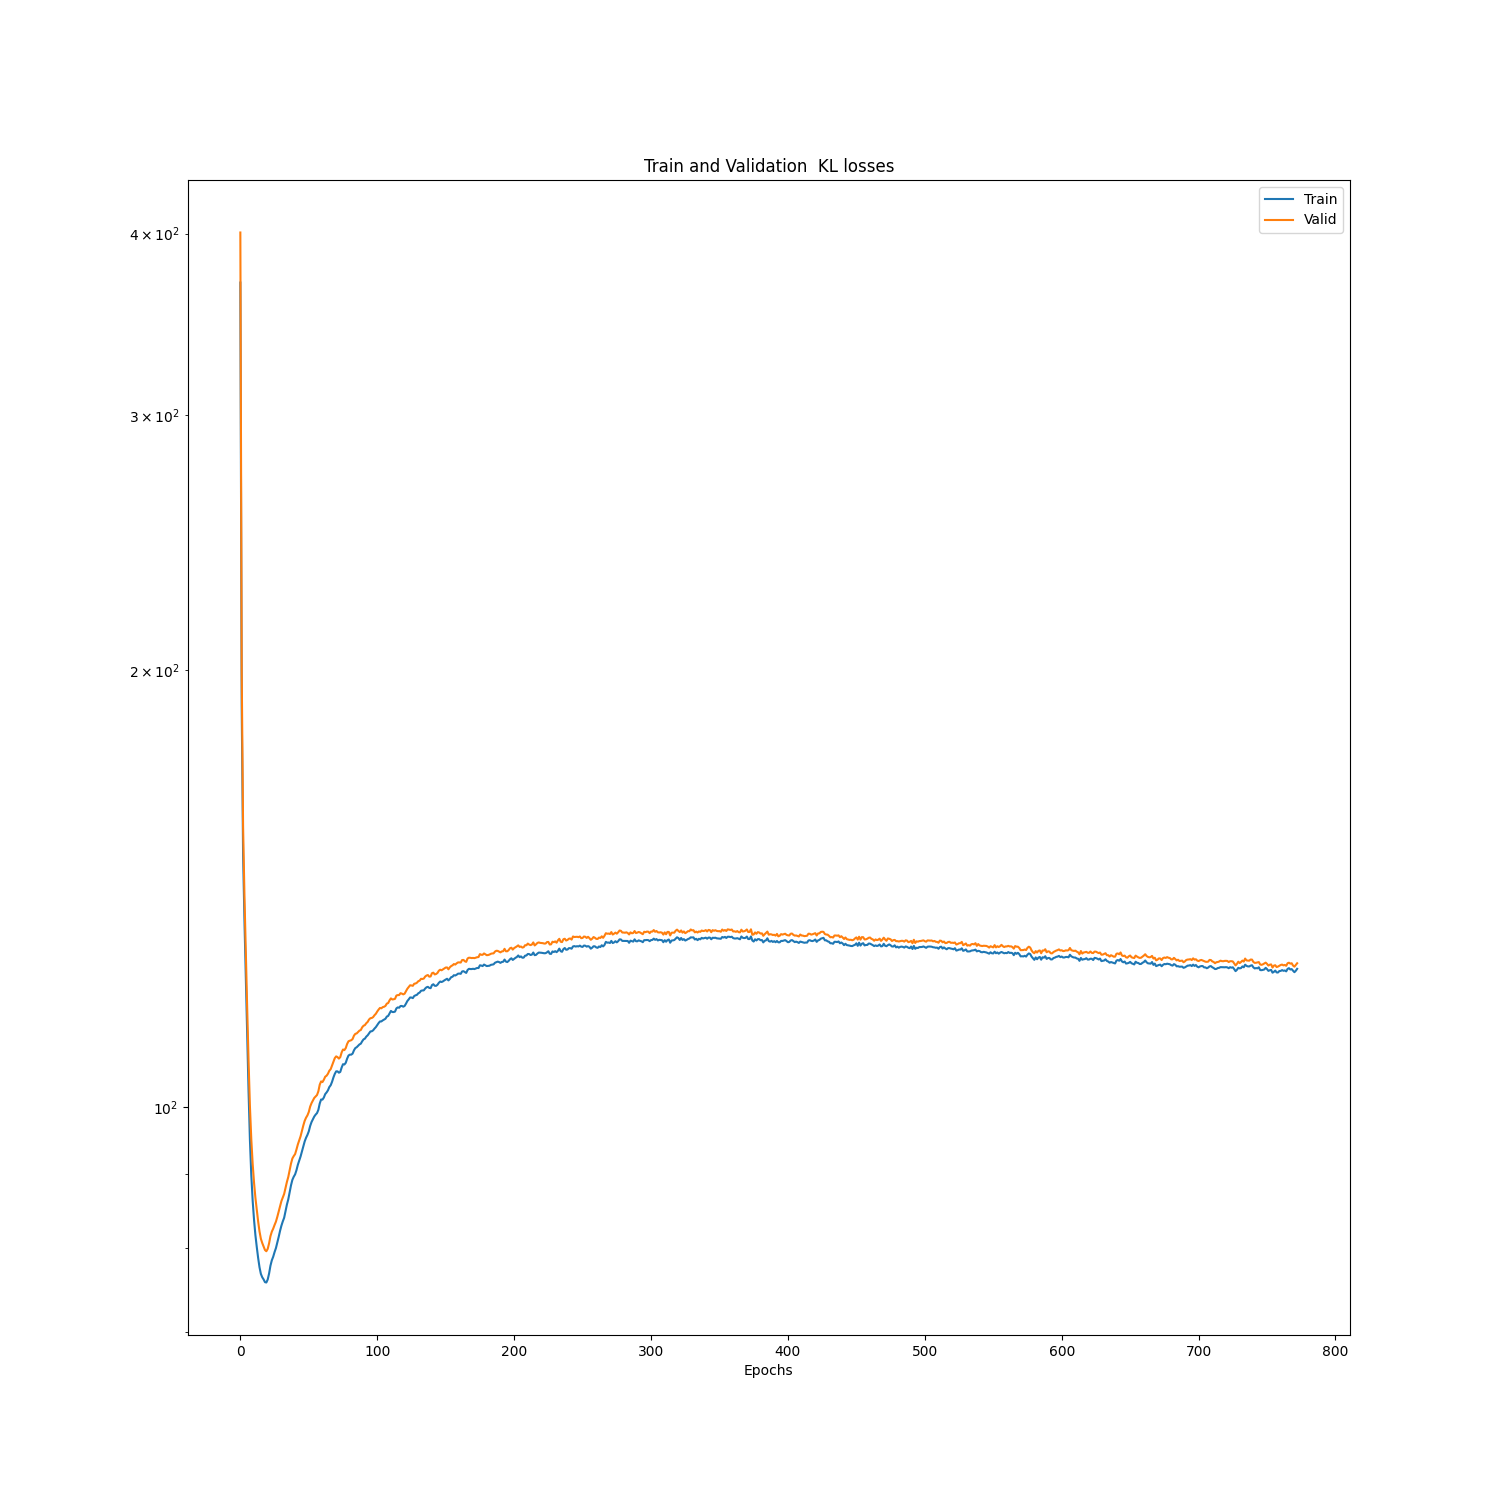 Train and Validation  KL losses
Train
Valid
4 × 10²
3 × 10²
2 × 10²
10²
0 100 200 300 400 500 600 700 800
Epochs